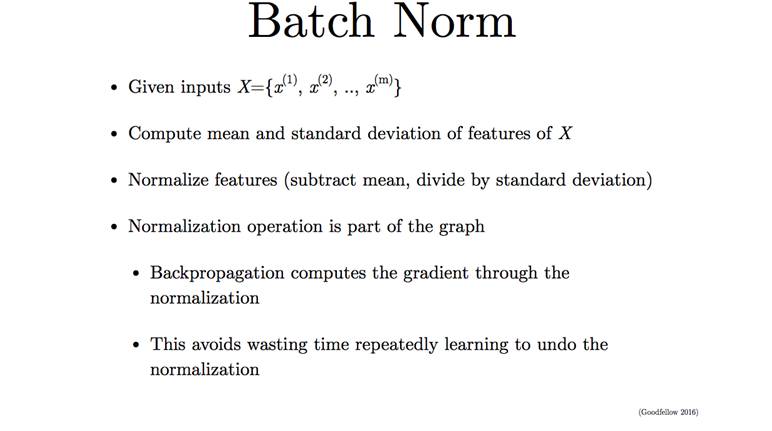 Batch Norm
• Given inputs X={x⁽¹⁾, x⁽²⁾, .., x⁽ᵐ⁾}
• Compute mean and standard deviation of features of X
• Normalize features (subtract mean, divide by standard deviation)
• Normalization operation is part of the graph
• Backpropagation computes the gradient through the
normalization
• This avoids wasting time repeatedly learning to undo the
normalization
(Goodfellow 2016)